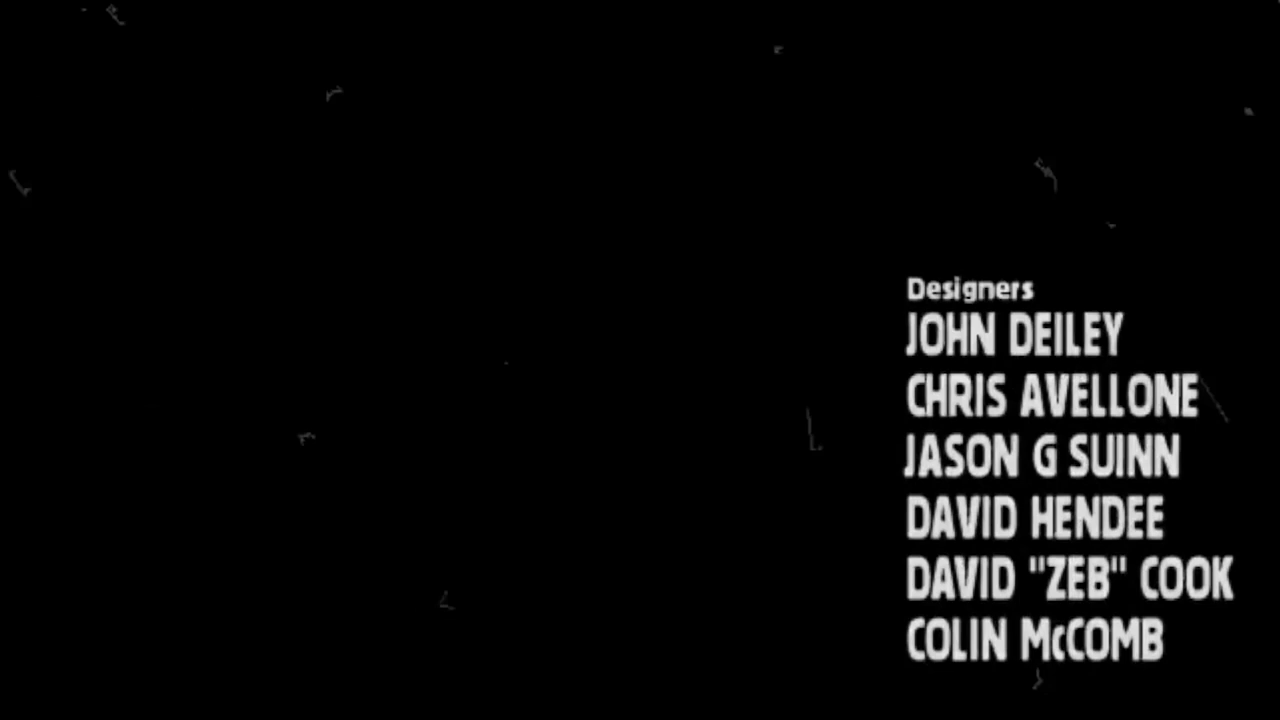 Designers
JOHN DEILEY
CHRIS AVELLONE
JASON G SUINN
DAVID HENDEE
DAVID "ZEB" COOK
COLIN McCOMB